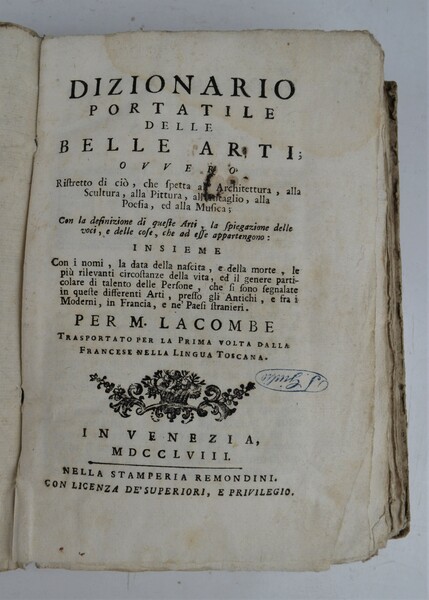 DIZIONARIO
PORTATILE
DELLE
BELLE ARTI;
OVVERO
Ristretto di ciò, che spetta all' Architettura, alla
Scultura, alla Pittura, all'Intaglio, alla
Poesia, ed alla Musica;
Con la definizione di queste Arti, la spiegazione delle
voci, e delle cose, che ad esse appartengono:
INSIEME
Con i nomi, la data della nascita, e della morte, le
più rilevanti circostanze della vita, ed il genere parti-
colare di talento delle Persone, che si sono segnalate
in queste differenti Arti, presso gli Antichi, e fra i
Moderni, in Francia, e ne' Paesi stranieri.
PER M. LACOMBE
TRASPORTATO PER LA PRIMA VOLTA DALLA
FRANCESE NELLA LINGUA TOSCANA.
IN VENEZIA,
MDCCLVIII.
NELLA STAMPERIA REMONDINI.
CON LICENZA DE' SUPERIORI, E PRIVILEGIO.